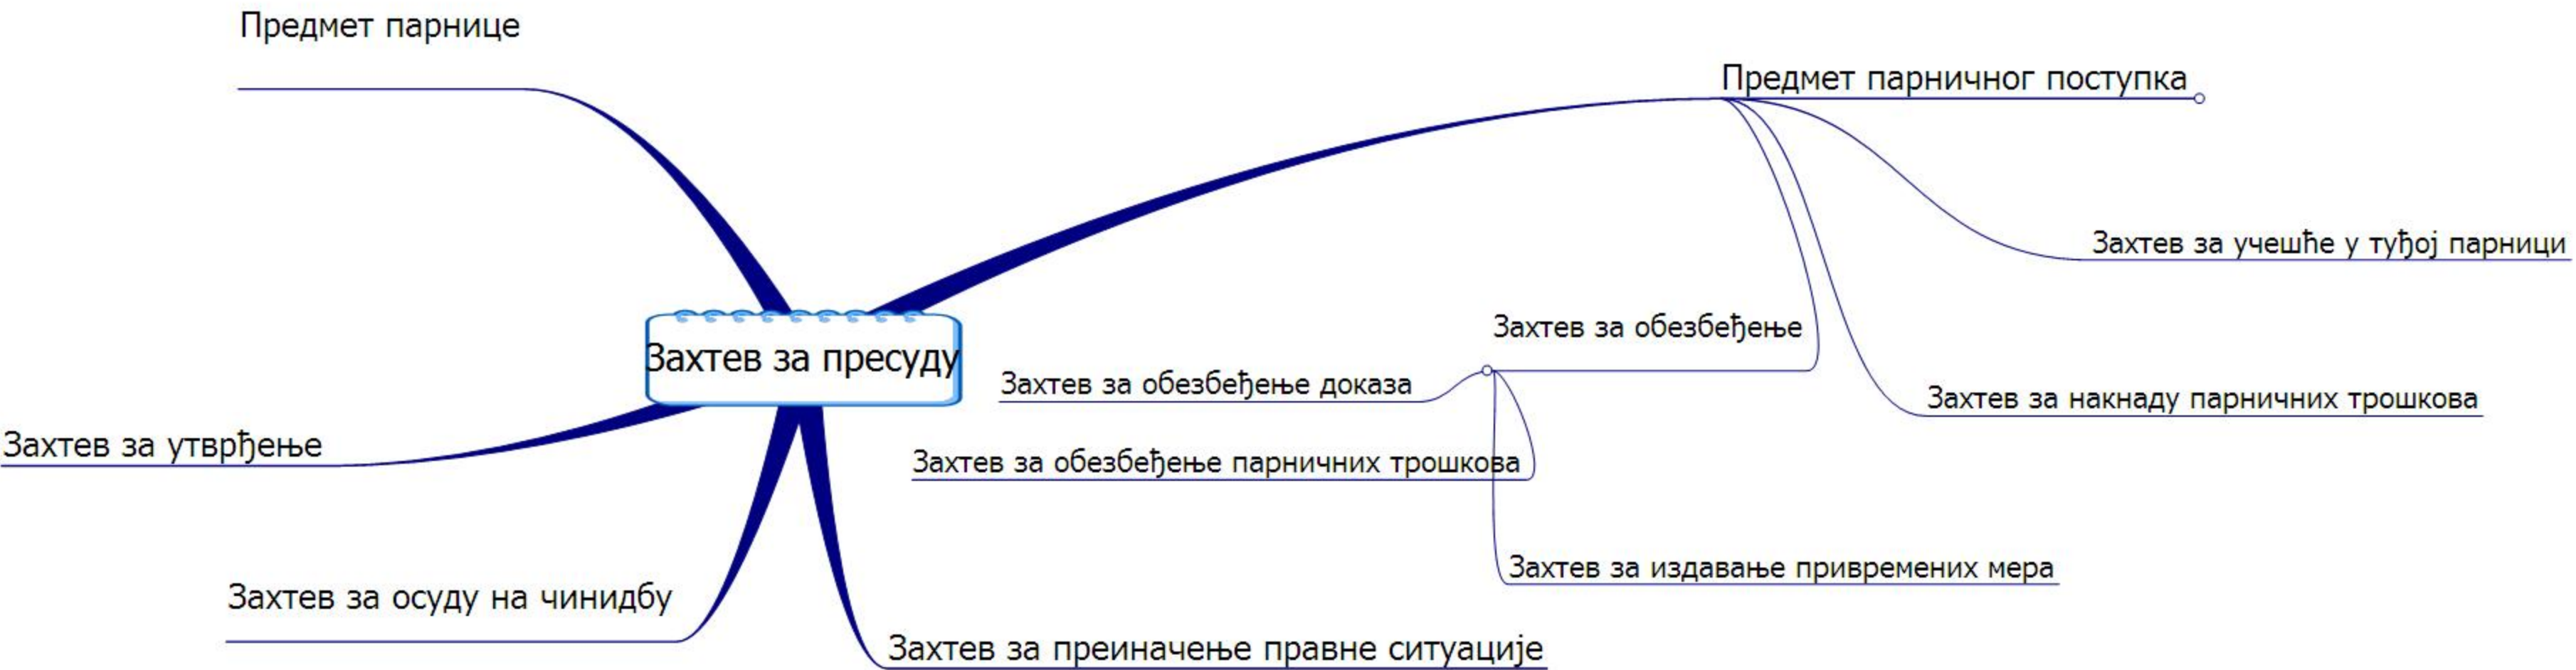 Предмет парнице
Предмет парничног поступка
Захтев за учешће у туђој парници
Захтев за обезбеђење
Захтев за пресуду
Захтев за обезбеђење доказа
Захтев за накнаду парничних трошкова
Захтев за утврђење
Захтев за обезбеђење парничних трошкова
Захтев за издавање привремених мера
Захтев за осуду на чинидбу
Захтев за преиначење правне ситуације